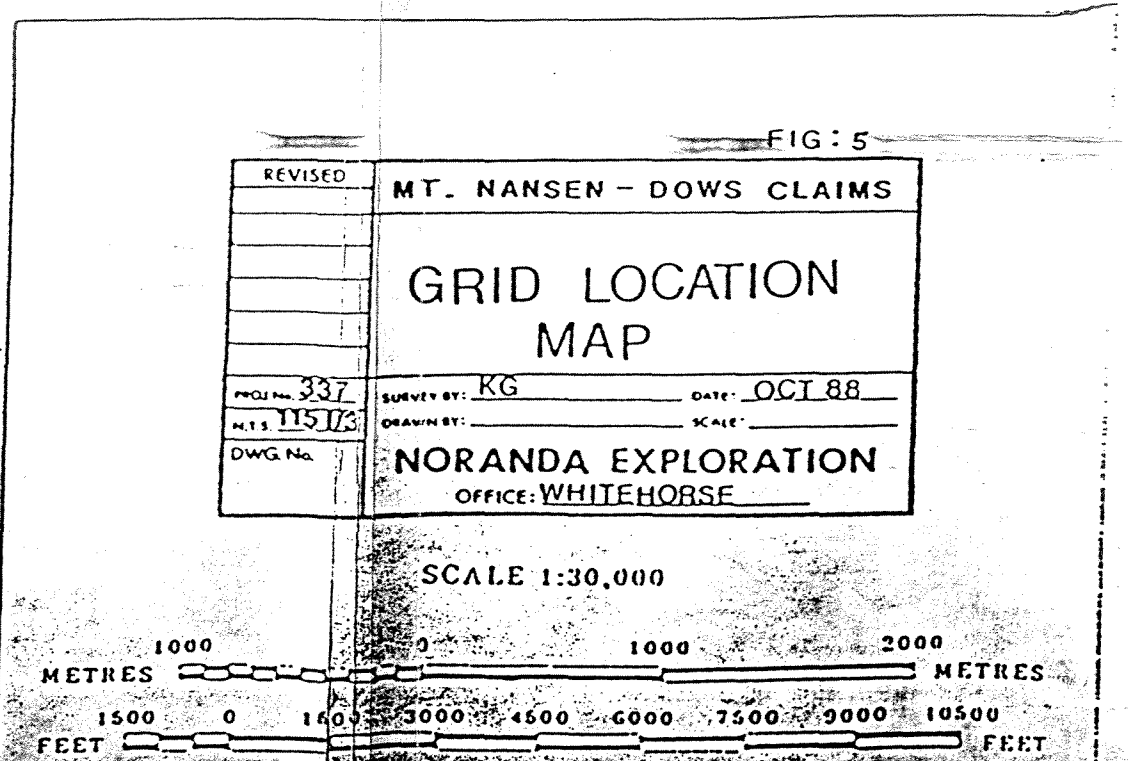 FIG: 5
REVISED
MT. NANSEN - DOWS CLAIMS
GRID LOCATION
MAP
PROJ No. 337 SURVEY BY: KG DATE: OCT 88
N.T.S. 115 I/3 DRAWN BY: SCALE:
DWG. No. NORANDA EXPLORATION
OFFICE: WHITEHORSE
SCALE 1:30,000
1000 0 1000 2000
METRES METRES
1500 0 1500 3000 4500 6000 7500 9000 10500
FEET FEET